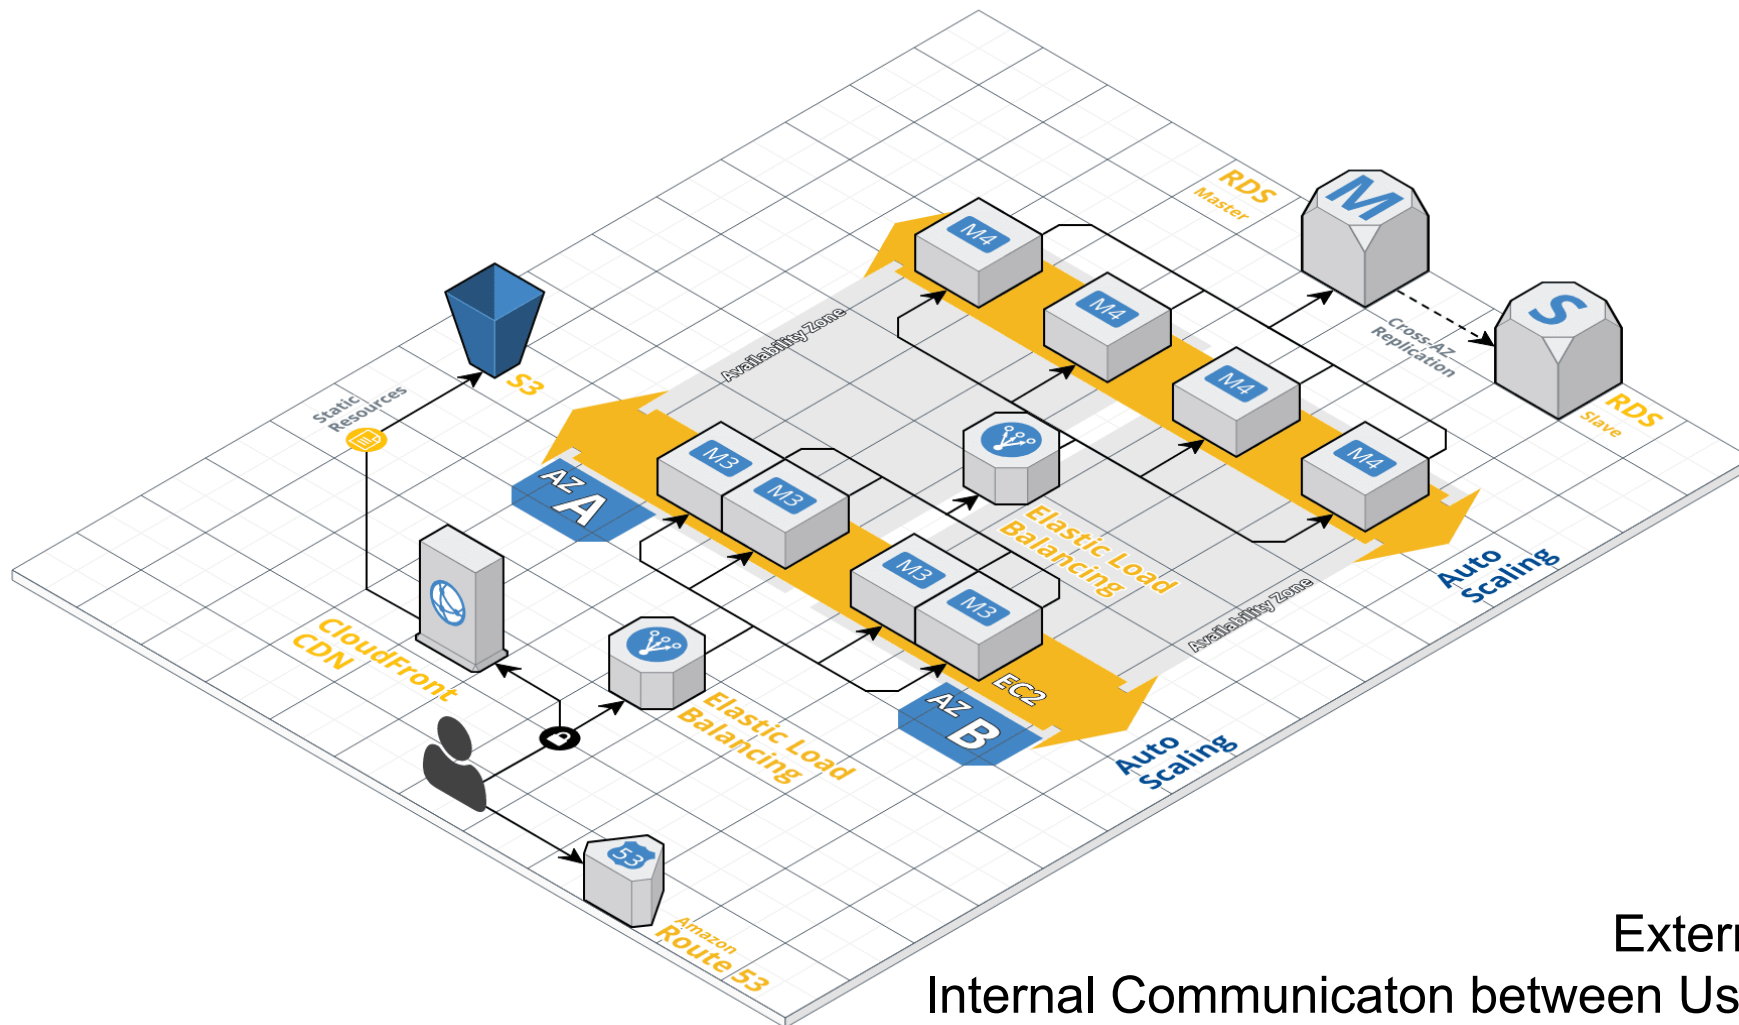 RDS
Master
M
M4
M4
S
Cross-AZ
Replication
M4
RDS
Slave
M4
Availability Zone
S3
Static
Resources
M3
M3
AZ A
Elastic Load
Balancing
M3
M3
Auto
Scaling
Availability Zone
CloudFront
CDN
EC2
AZ B
Elastic Load
Balancing
Auto
Scaling
53
Amazon
Route 53
Internal Communicaton between